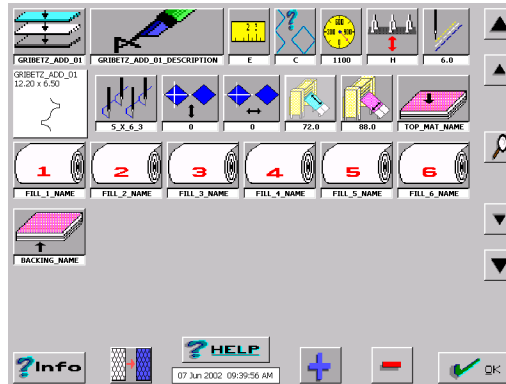 GRIBETZ_ADD_01
GRIBETZ_ADD_01_DESCRIPTION
E
C
1100
H
6.0
GRIBETZ_ADD_01
12.20 x 6.50
5_X_6_3
0
0
72.0
88.0
TOP_MAT_NAME
1
2
3
4
5
6
FILL_1_NAME
FILL_2_NAME
FILL_3_NAME
FILL_4_NAME
FILL_5_NAME
FILL_6_NAME
BACKING_NAME
?Info
?HELP
07 Jun 2002 09:39:56 AM
OK